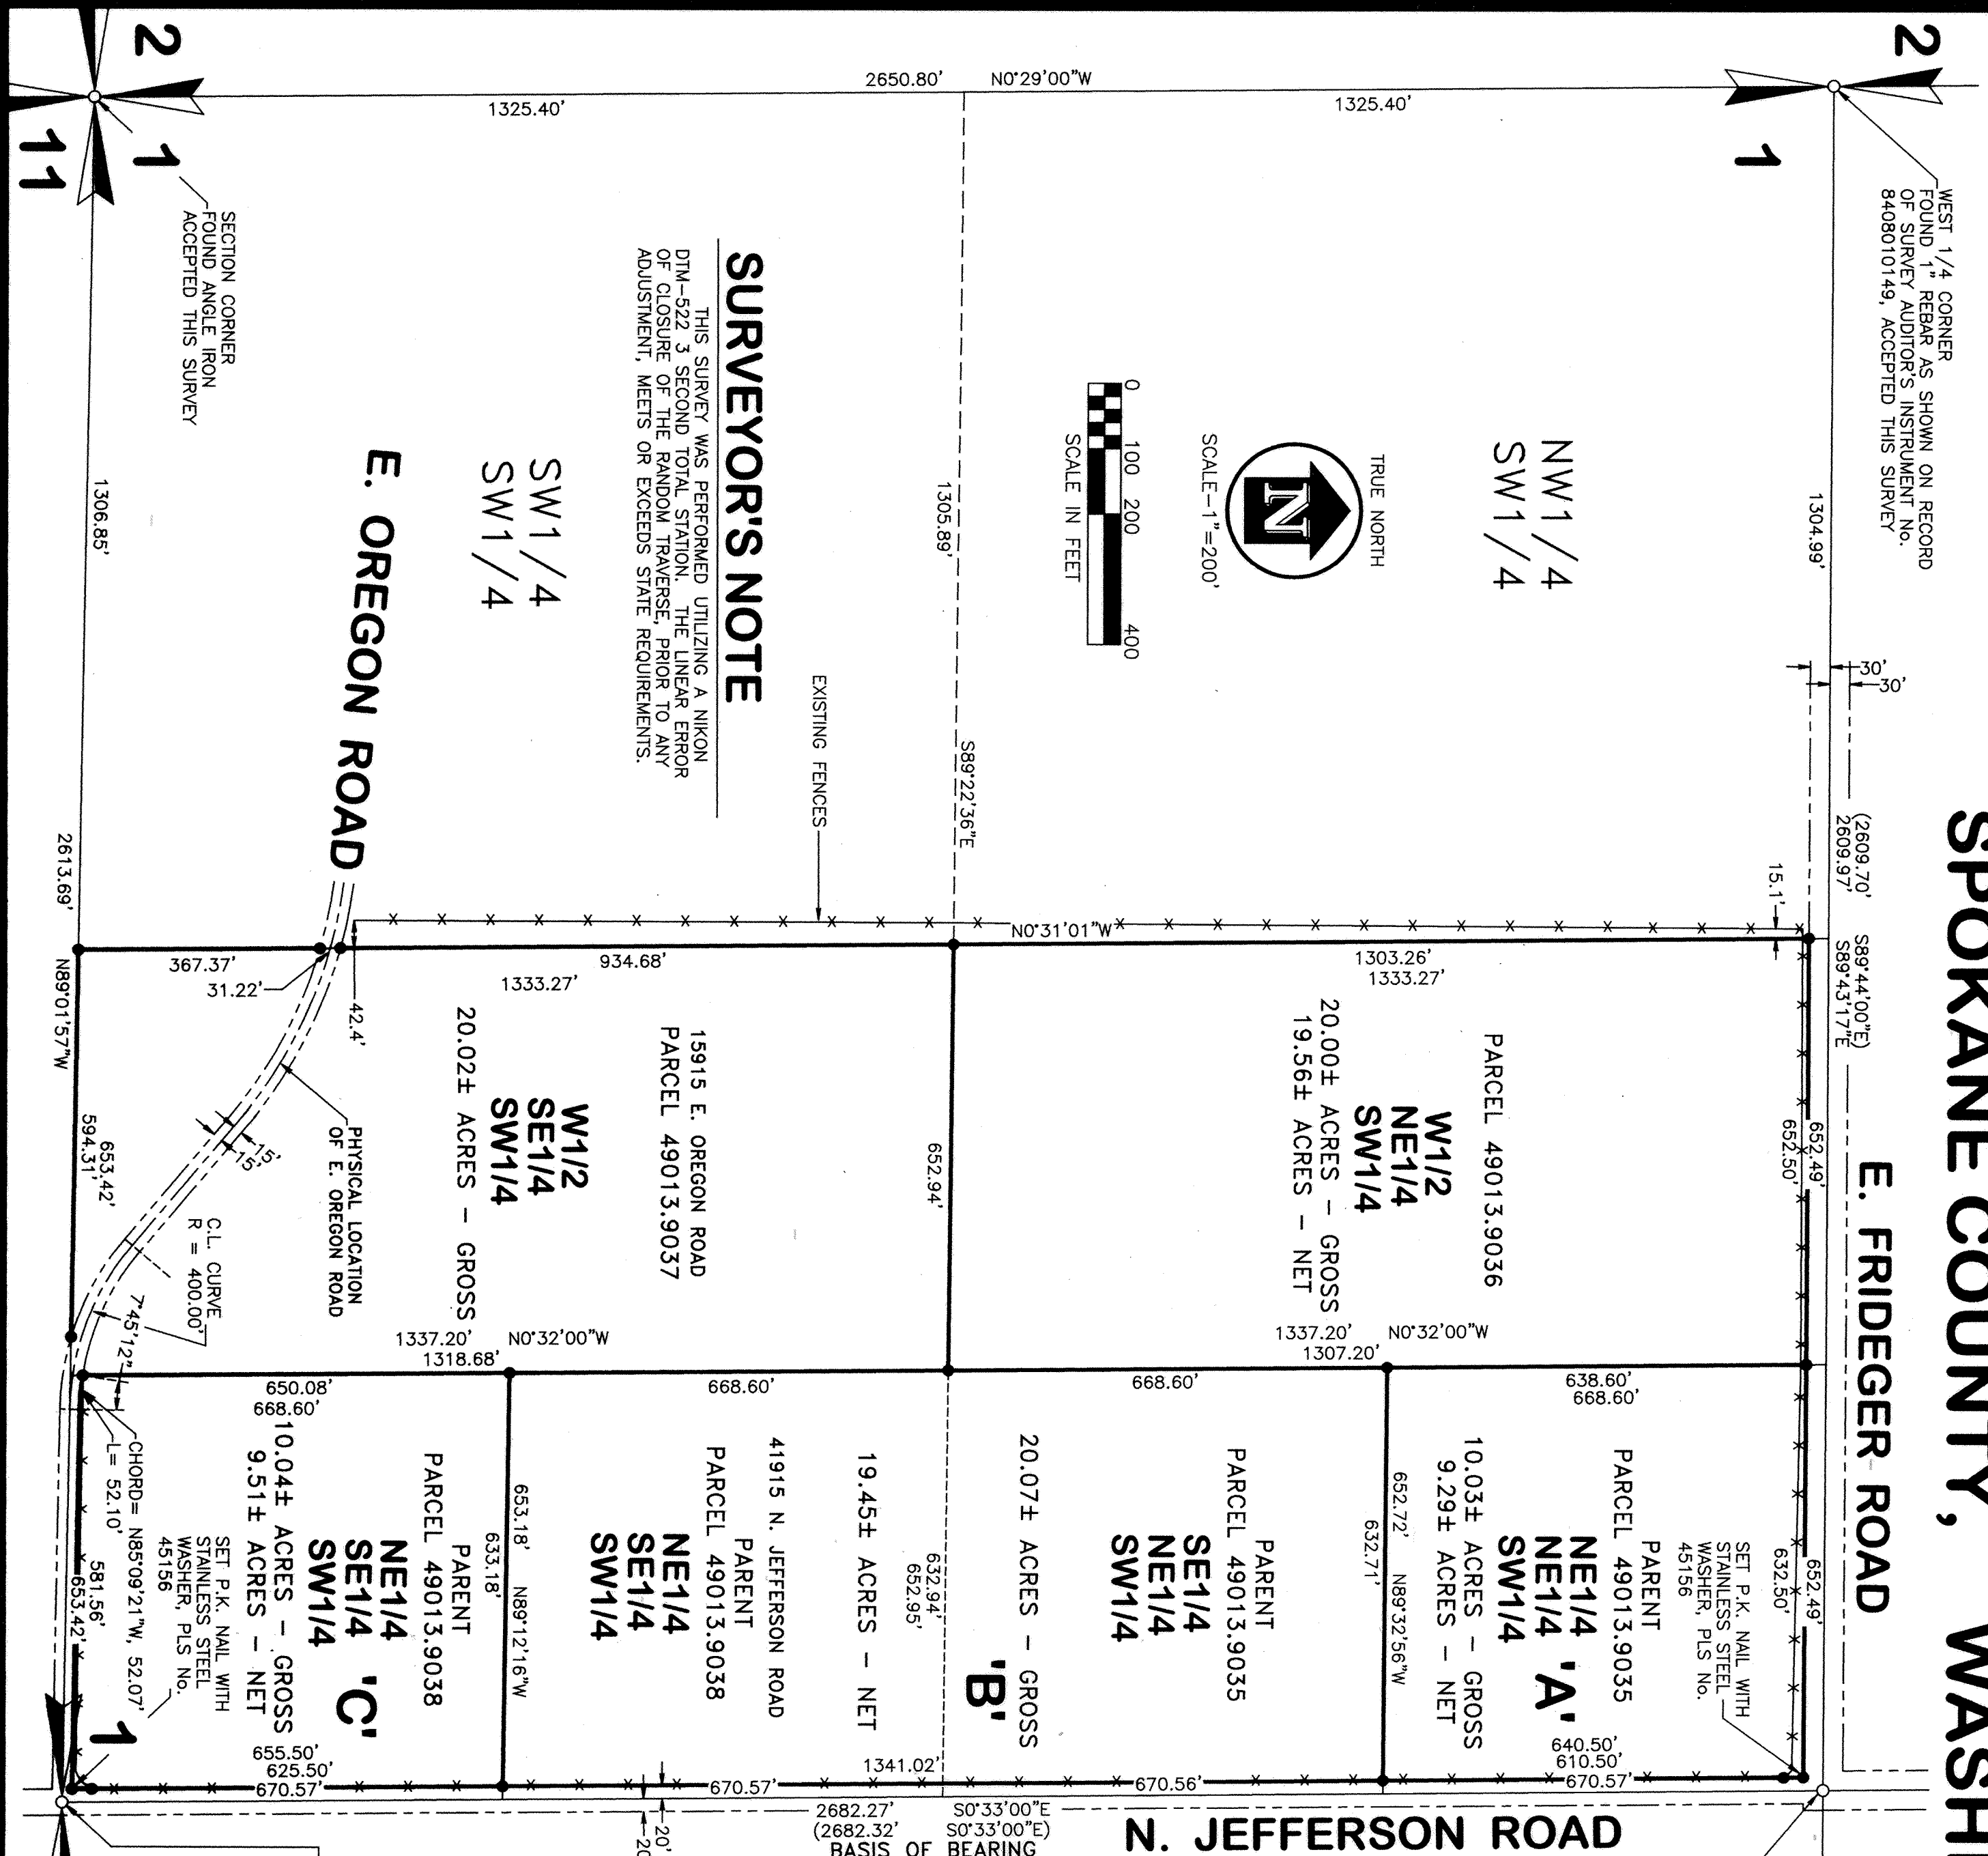 SPOKANE COUNTY, WASHI
E. FRIDEGER ROAD
2
1
WEST 1/4 CORNER
FOUND 1" REBAR AS SHOWN ON RECORD
OF SURVEY AUDITOR'S INSTRUMENT No.
8408010149, ACCEPTED THIS SURVEY
1304.99'
30'
30'
(2609.70' S89°44'00"E)
2609.97' S89°43'17"E
15.1'
652.49'
652.50'
652.49'
632.50'
SET P.K. NAIL WITH
STAINLESS STEEL
WASHER, PLS No.
45156
2650.80' N0°29'00"W
1325.40'
1325.40'
NW1/4
SW1/4
TRUE NORTH
N
SCALE-1"=200'
0 100 200 400
SCALE IN FEET
1305.89'
S89°22'36"E
N0°31'01"W
1303.26'
1333.27'
PARCEL 49013.9036
W1/2
NE1/4
SW1/4
20.00± ACRES - GROSS
19.56± ACRES - NET
1337.20' N0°32'00"W
1307.20'
638.60'
668.60'
668.60'
PARENT
PARCEL 49013.9035
NE1/4
NE1/4 'A'
SW1/4
10.03± ACRES - GROSS
9.29± ACRES - NET
640.50'
610.50'
670.57'
652.72' N89°32'56"W
632.71'
PARENT
PARCEL 49013.9035
SE1/4
NE1/4
SW1/4
20.07± ACRES - GROSS
'B'
670.56'
632.94'
652.95'
19.45± ACRES - NET
1341.02'
41915 N. JEFFERSON ROAD
PARENT
PARCEL 49013.9038
NE1/4
SE1/4
SW1/4
668.60'
670.57'
652.94'
SURVEYOR'S NOTE
THIS SURVEY WAS PERFORMED UTILIZING A NIKON
DTM-522 3 SECOND TOTAL STATION. THE LINEAR ERROR
OF CLOSURE OF THE RANDOM TRAVERSE, PRIOR TO ANY
ADJUSTMENT, MEETS OR EXCEEDS STATE REQUIREMENTS.
EXISTING FENCES
SW1/4
SW1/4
E. OREGON ROAD
934.68'
1333.27'
367.37'
31.22'
42.4'
15915 E. OREGON ROAD
PARCEL 49013.9037
W1/2
SE1/4
SW1/4
20.02± ACRES - GROSS
PHYSICAL LOCATION
OF E. OREGON ROAD
15'
15'
C.L. CURVE
R = 400.00'
7°45'12"
1337.20' N0°32'00"W
1318.68'
650.08'
668.60'
653.18' N89°12'16"W
633.18'
PARENT
PARCEL 49013.9038
NE1/4
SE1/4 'C'
SW1/4
10.04± ACRES - GROSS
9.51± ACRES - NET
655.50'
625.50'
670.57'
SET P.K. NAIL WITH
STAINLESS STEEL
WASHER, PLS No.
45156
CHORD= N85°09'21"W, 52.07'
L= 52.10'
581.56'
653.42'
1
SECTION CORNER
FOUND ANGLE IRON
ACCEPTED THIS SURVEY
2
1
11
1306.85'
2613.69' N89°01'57"W
653.42'
594.31'
20'
2682.27' S0°33'00"E
(2682.32' S0°33'00"E)
BASIS OF BEARING
N. JEFFERSON ROAD